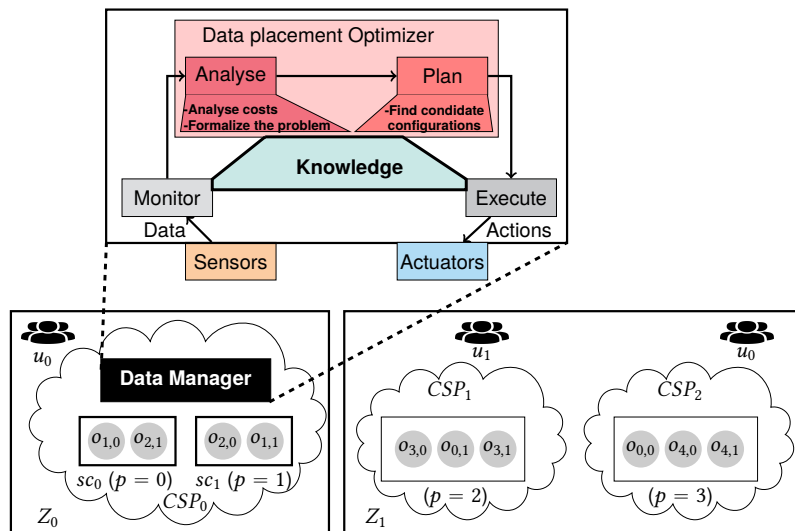 Data placement Optimizer
Analyse
Plan
-Analyse costs
-Formalize the problem
-Find candidate
configurations
Knowledge
Monitor
Execute
Data
Actions
Sensors
Actuators
u0
u1
u0
Data Manager
CSP1
CSP2
o1,0 o2,1
o2,0 o1,1
o3,0 o0,1 o3,1
o0,0 o4,0 o4,1
sc0 (p = 0)
sc1 (p = 1)
(p = 2)
(p = 3)
CSP0
Z0
Z1